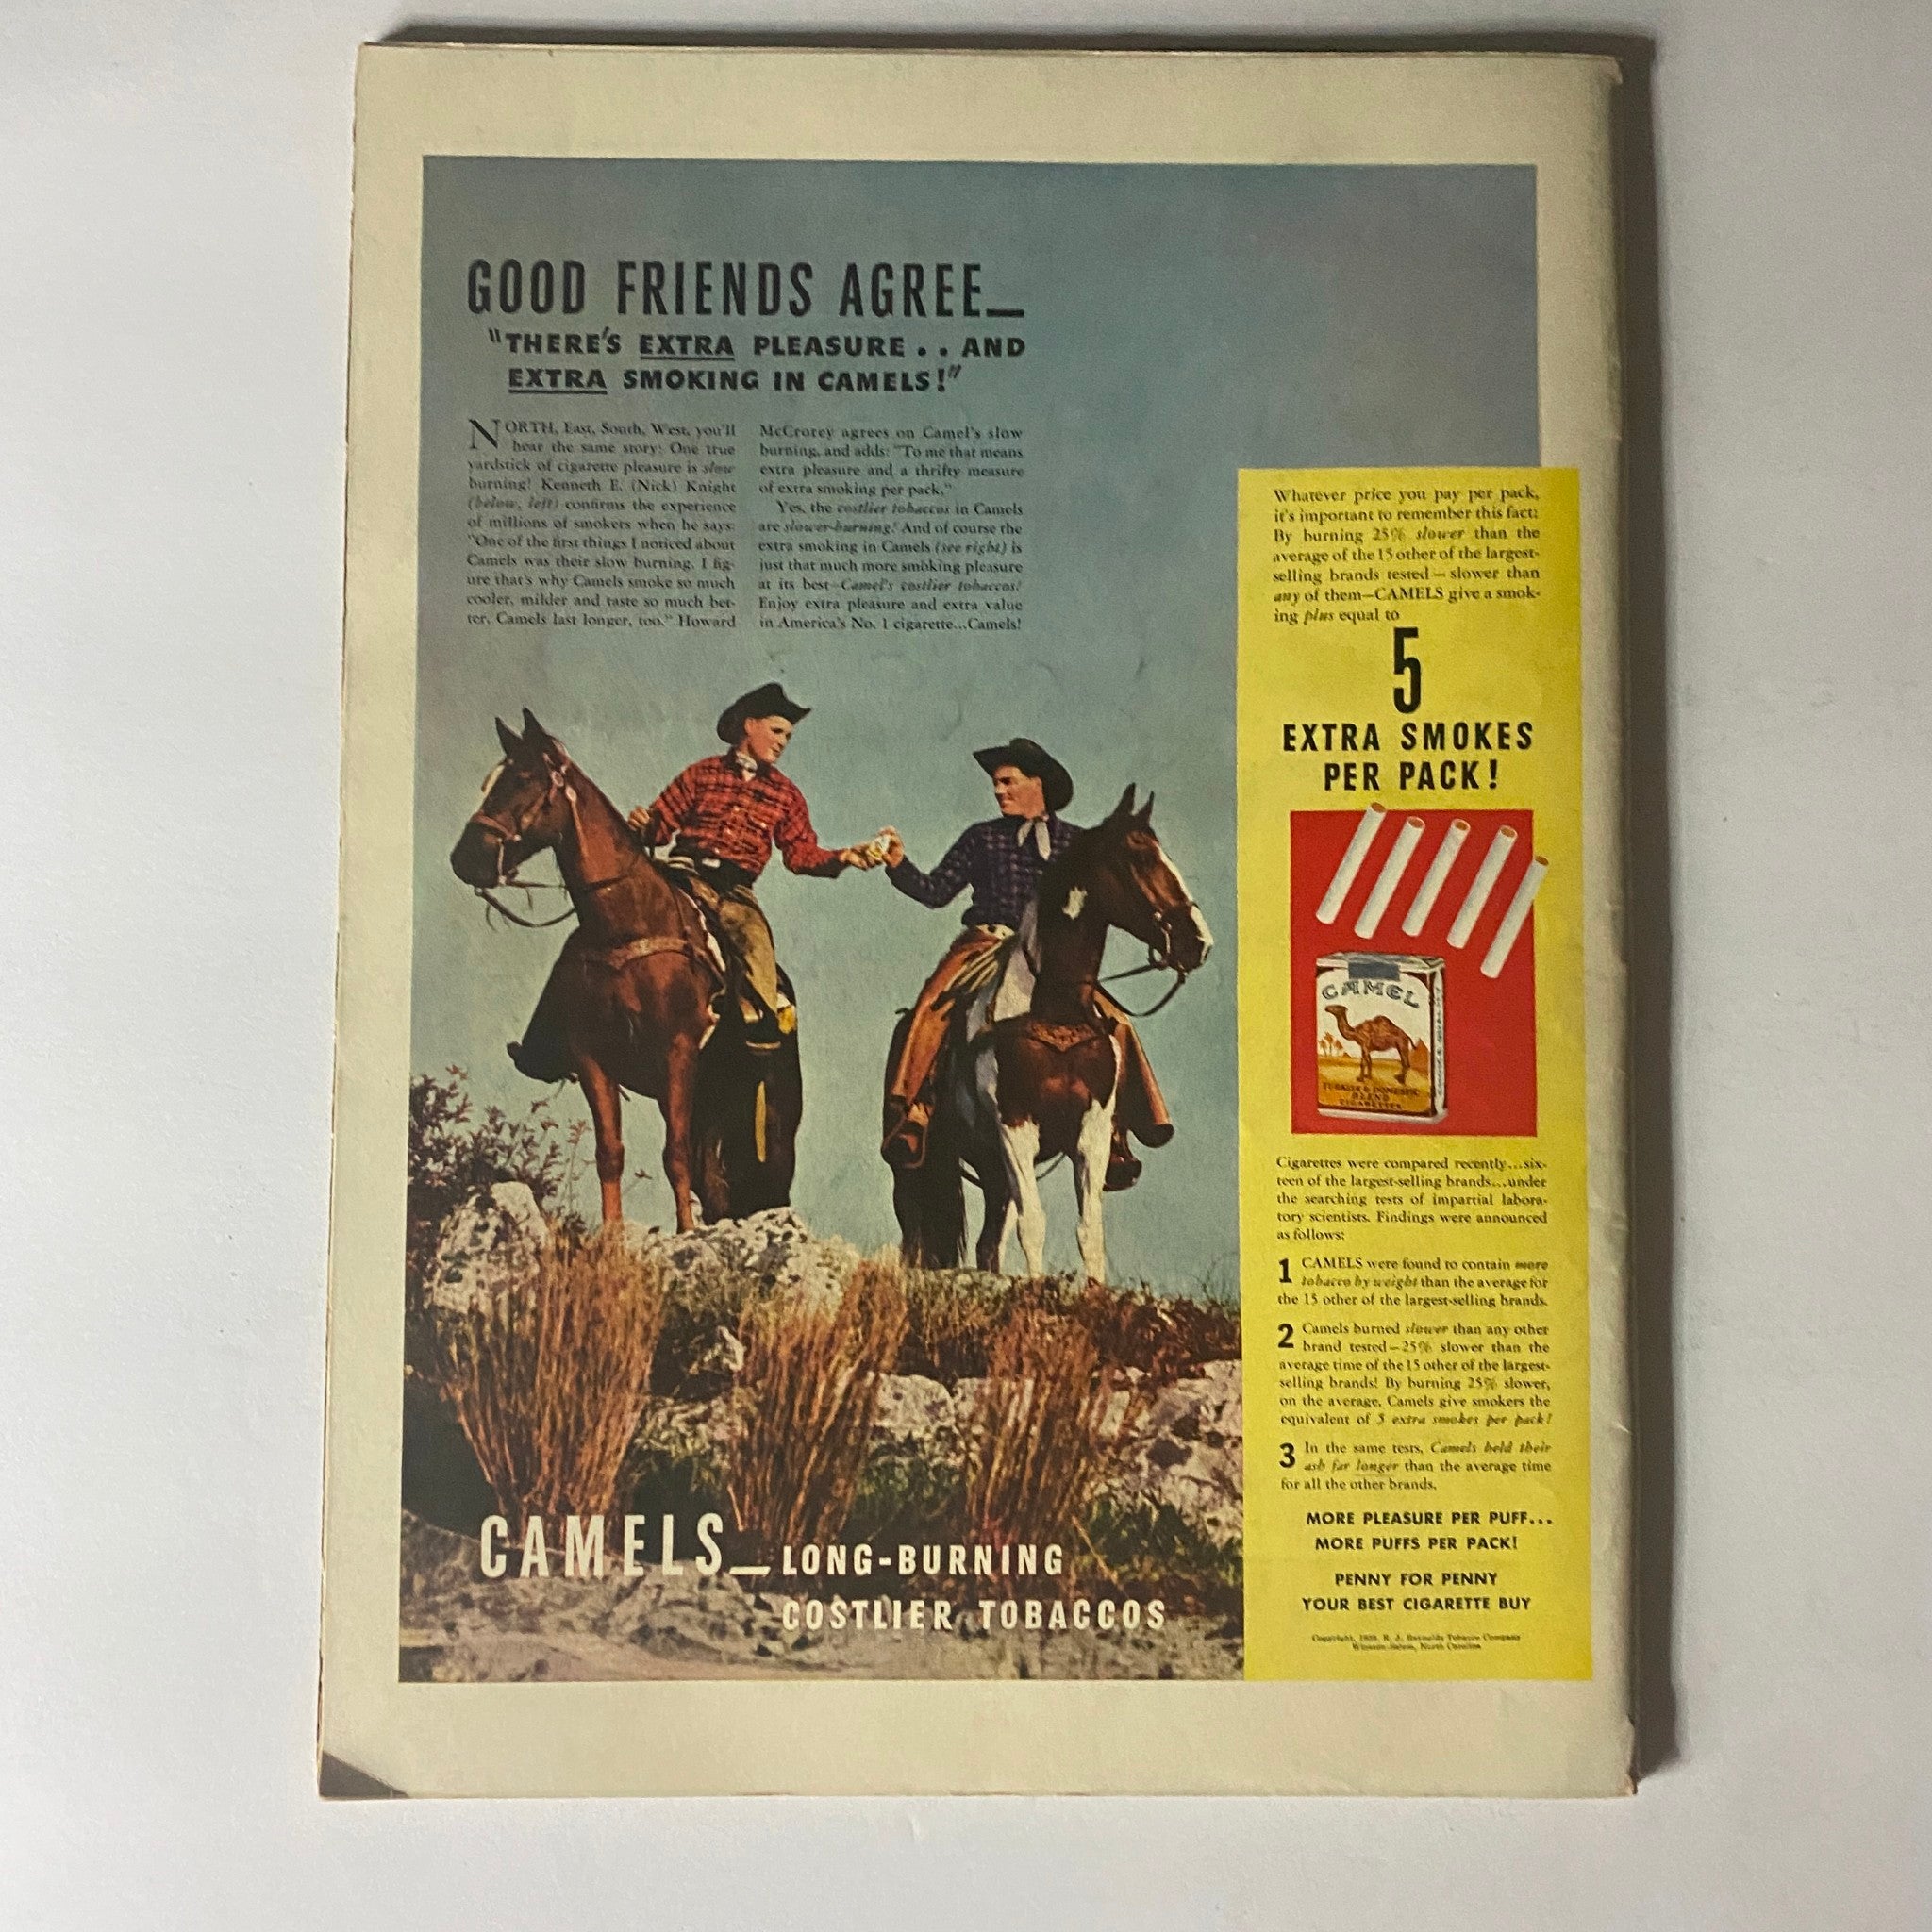 GOOD FRIENDS AGREE—
"THERE'S EXTRA PLEASURE . . AND
EXTRA SMOKING IN CAMELS!"
NORTH, East, South, West, you'll
hear the same story: One true
yardstick of cigarette pleasure is slow
burning! Kenneth E. (Nick) Knight
(below, left) confirms the experience
of millions of smokers when he says:
"One of the first things I noticed about
Camels was their slow burning. I fig-
ure that's why Camels smoke so much
cooler, milder and taste so much bet-
ter. Camels last longer, too." Howard
McCrorey agrees on Camel's slow
burning, and adds: "To me that means
extra pleasure and a thrifty measure
of extra smoking per pack."
Yes, the costlier tobaccos in Camels
are slower-burning! And of course the
extra smoking in Camels (see right) is
just that much more smoking pleasure
at its best—Camel's costlier tobaccos!
Enjoy extra pleasure and extra value
in America's No. 1 cigarette...Camels!
Whatever price you pay per pack,
it's important to remember this fact:
By burning 25% slower than the
average of the 15 other of the largest-
selling brands tested—slower than
any of them—CAMELS give a smok-
ing plus equal to
5
EXTRA SMOKES
PER PACK!
CAMEL
TURKISH & DOMESTIC
BLEND
CIGARETTES
Cigarettes were compared recently...six-
teen of the largest-selling brands...under
the searching tests of impartial labora-
tory scientists. Findings were announced
as follows:
1 CAMELS were found to contain more
tobacco by weight than the average for
the 15 other of the largest-selling brands.
2 Camels burned slower than any other
brand tested—25% slower than the
average time of the 15 other of the largest-
selling brands! By burning 25% slower,
on the average, Camels give smokers the
equivalent of 5 extra smokes per pack!
3 In the same tests, Camels held their
ash far longer than the average time
for all the other brands.
MORE PLEASURE PER PUFF...
MORE PUFFS PER PACK!
PENNY FOR PENNY
YOUR BEST CIGARETTE BUY
Copyright, 1939, R. J. Reynolds Tobacco Company
Winston-Salem, North Carolina
CAMELS—LONG-BURNING
COSTLIER TOBACCOS